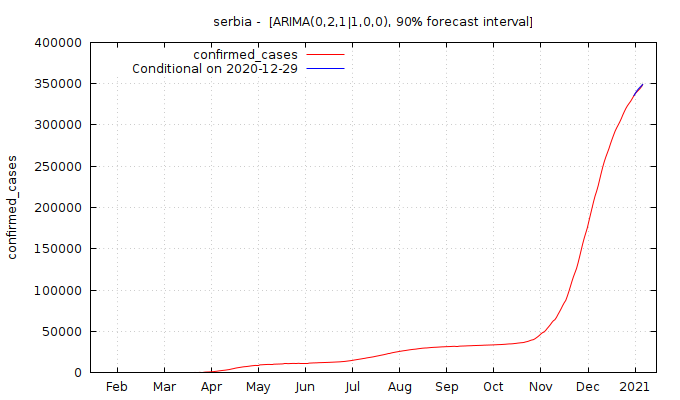 serbia -  [ARIMA(0,2,1|1,0,0), 90% forecast interval]
400000
350000
300000
250000
200000
150000
100000
50000
0
confirmed_cases
confirmed_cases
Conditional on 2020-12-29
Feb Mar Apr May Jun Jul Aug Sep Oct Nov Dec 2021